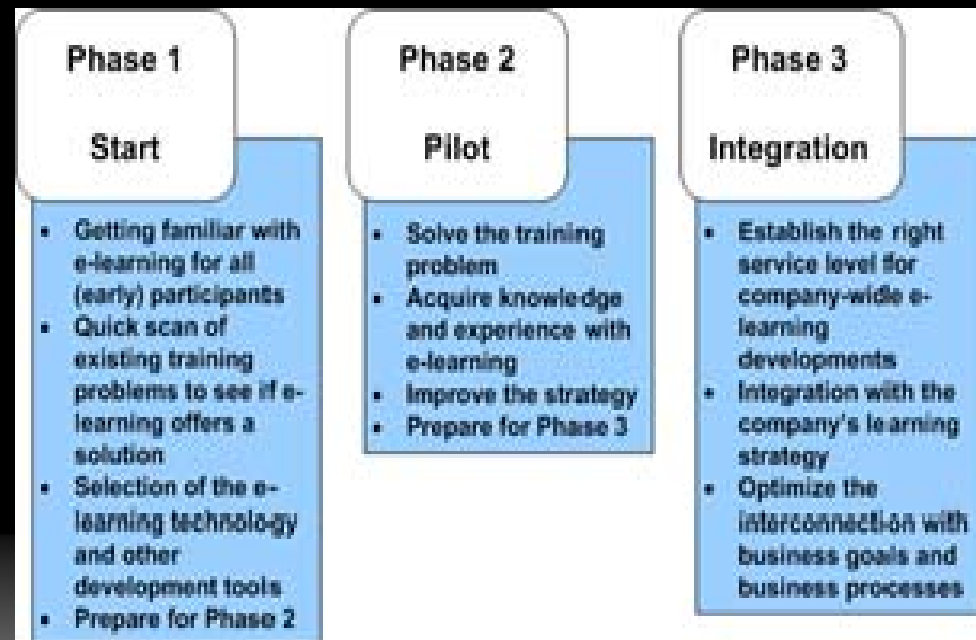 Phase 1
Start
• Getting familiar with
e-learning for all
(early) participants
• Quick scan of
existing training
problems to see if e-
learning offers a
solution
• Selection of the e-
learning technology
and other
development tools
• Prepare for Phase 2
Phase 2
Pilot
• Solve the training
problem
• Acquire knowledge
and experience with
e-learning
• Improve the strategy
• Prepare for Phase 3
Phase 3
Integration
• Establish the right
service level for
company-wide e-
learning
developments
• Integration with the
company's learning
strategy
• Optimize the
interconnection with
business goals and
business processes